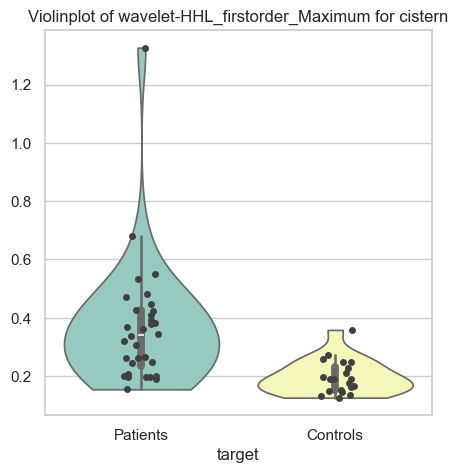 Violinplot of wavelet-HHL_firstorder_Maximum for cistern
1.2
1.0
0.8
0.6
0.4
0.2
Patients Controls
target